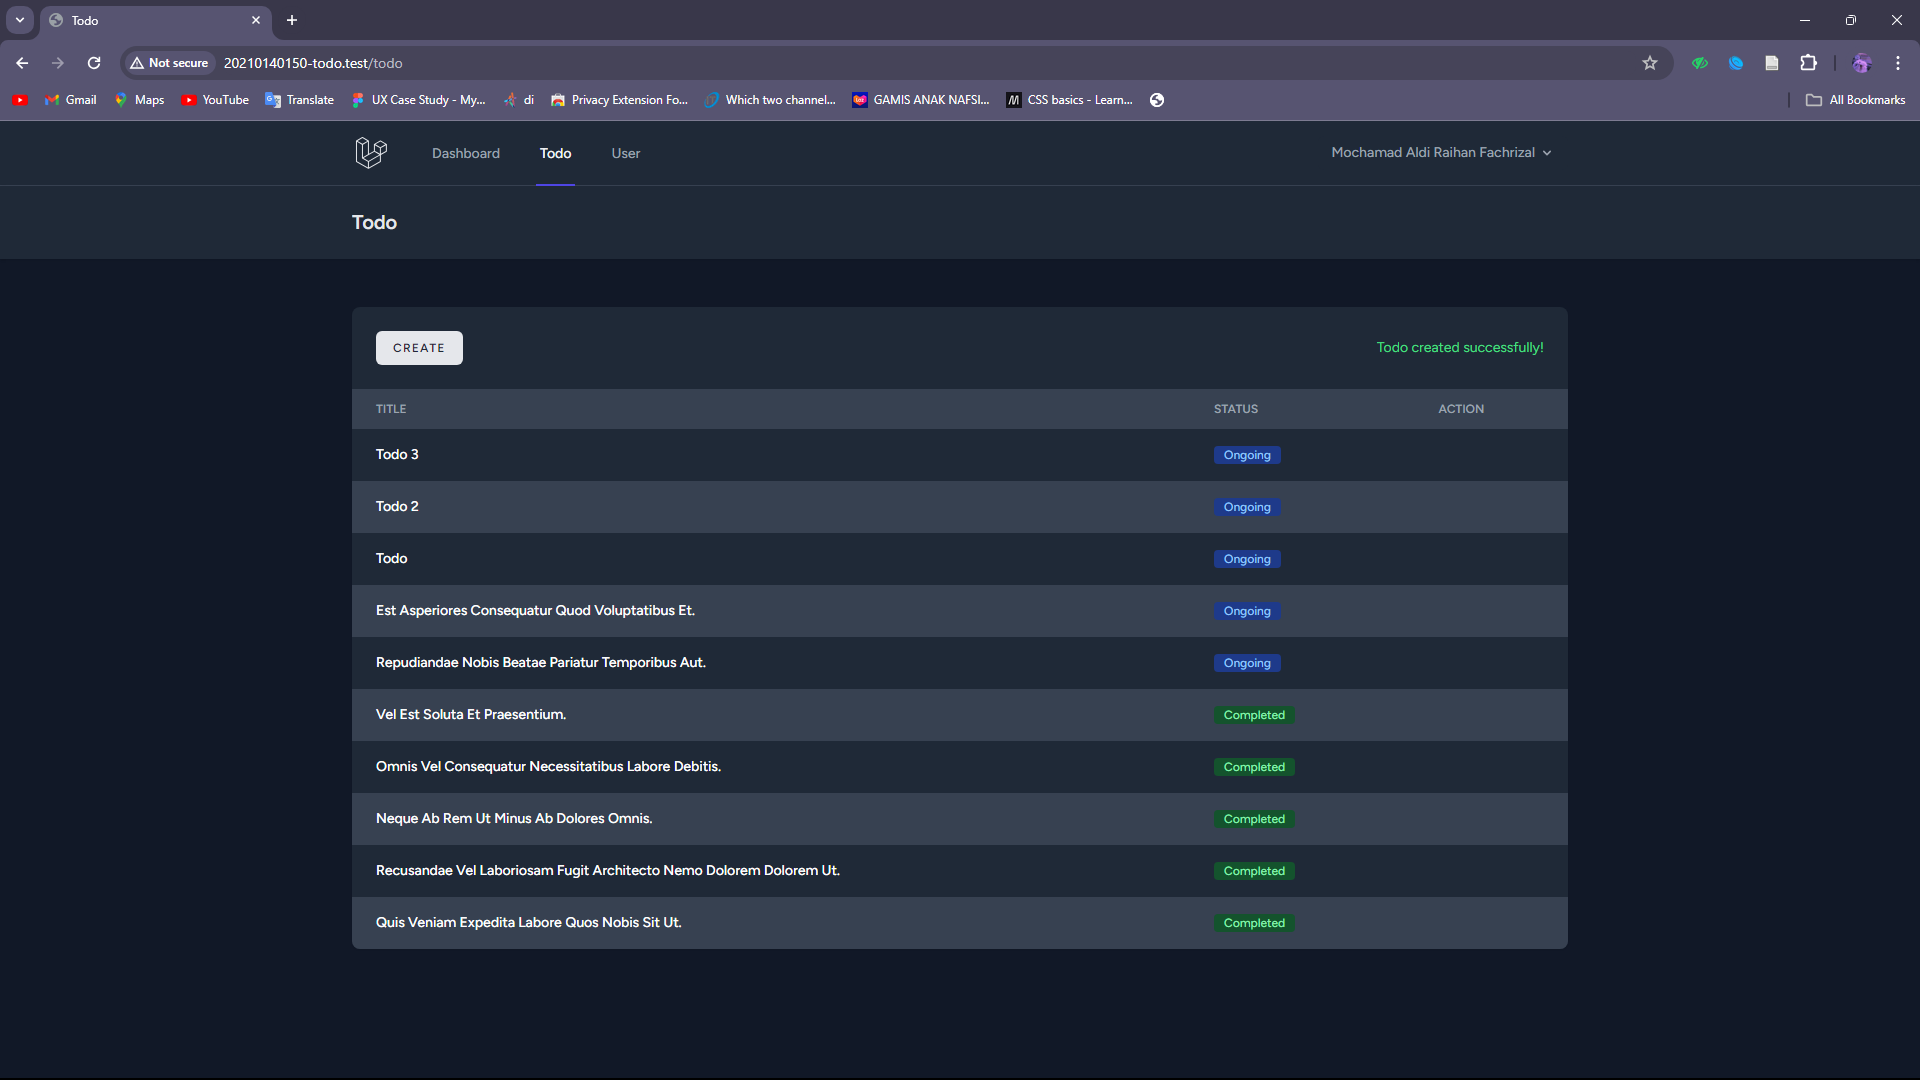 Todo
Not secure
20210140150-todo.test/todo
Gmail
Maps
YouTube
Translate
UX Case Study - My...
di
Privacy Extension Fo...
Which two channel...
GAMIS ANAK NAFSI...
CSS basics - Learn...
All Bookmarks
Dashboard
Todo
User
Mochamad Aldi Raihan Fachrizal
Todo
CREATE
Todo created successfully!
TITLE STATUS ACTION
Todo 3 Ongoing
Todo 2 Ongoing
Todo Ongoing
Est Asperiores Consequatur Quod Voluptatibus Et. Ongoing
Repudiandae Nobis Beatae Pariatur Temporibus Aut. Ongoing
Vel Est Soluta Et Praesentium. Completed
Omnis Vel Consequatur Necessitatibus Labore Debitis. Completed
Neque Ab Rem Ut Minus Ab Dolores Omnis. Completed
Recusandae Vel Laboriosam Fugit Architecto Nemo Dolorem Dolorem Ut. Completed
Quis Veniam Expedita Labore Quos Nobis Sit Ut. Completed